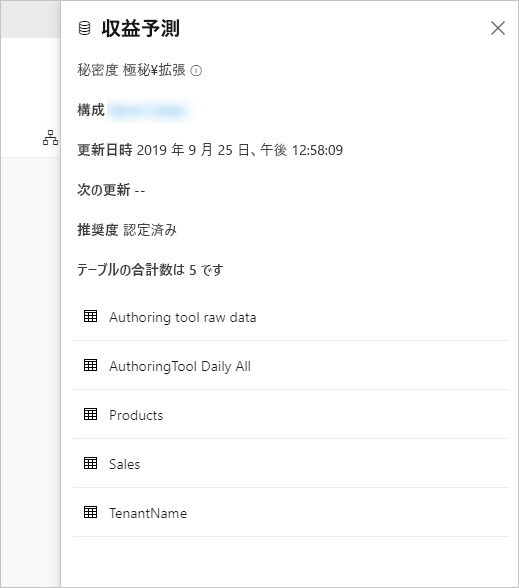 収益予測
秘密度 極秘¥拡張
構成
更新日時 2019 年 9 月 25 日、午後 12:58:09
次の更新 --
推奨度 認定済み
テーブルの合計数は 5 です
Authoring tool raw data
AuthoringTool Daily All
Products
Sales
TenantName